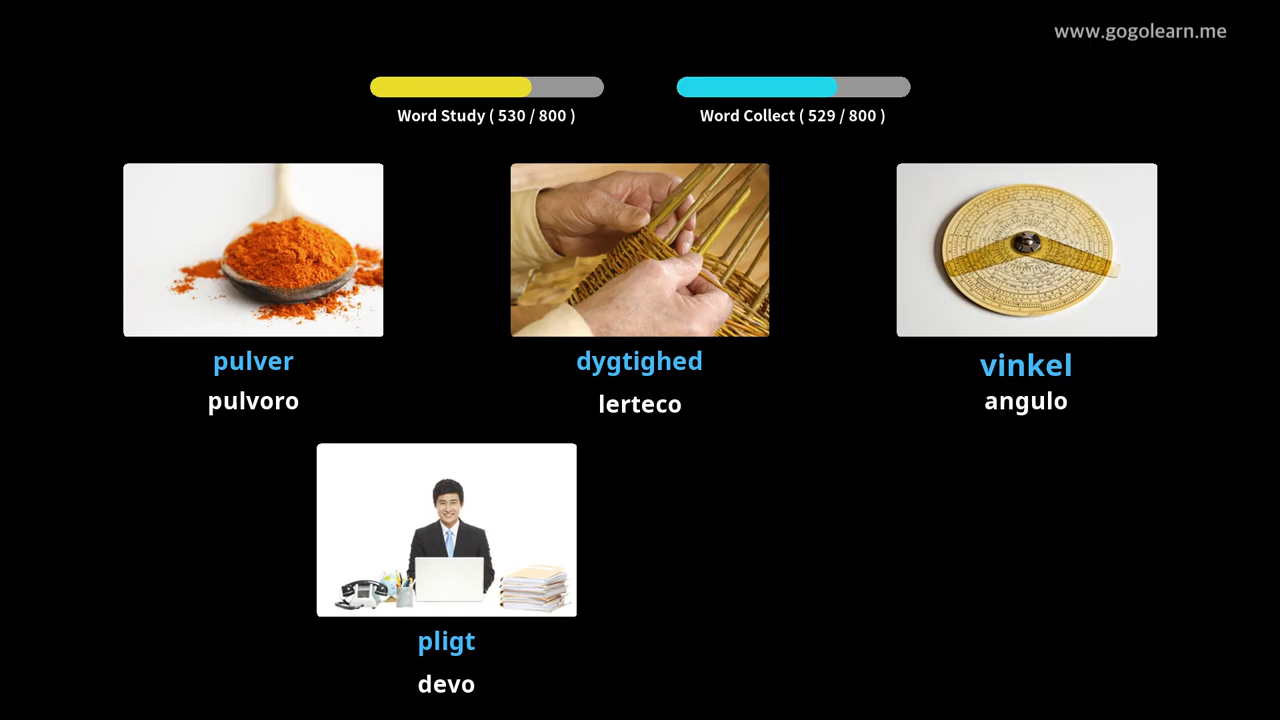 www.gogolearn.me
Word Study ( 530 / 800 )
Word Collect ( 529 / 800 )
pulver
dygtighed
vinkel
pulvoro
lerteco
angulo
pligt
devo